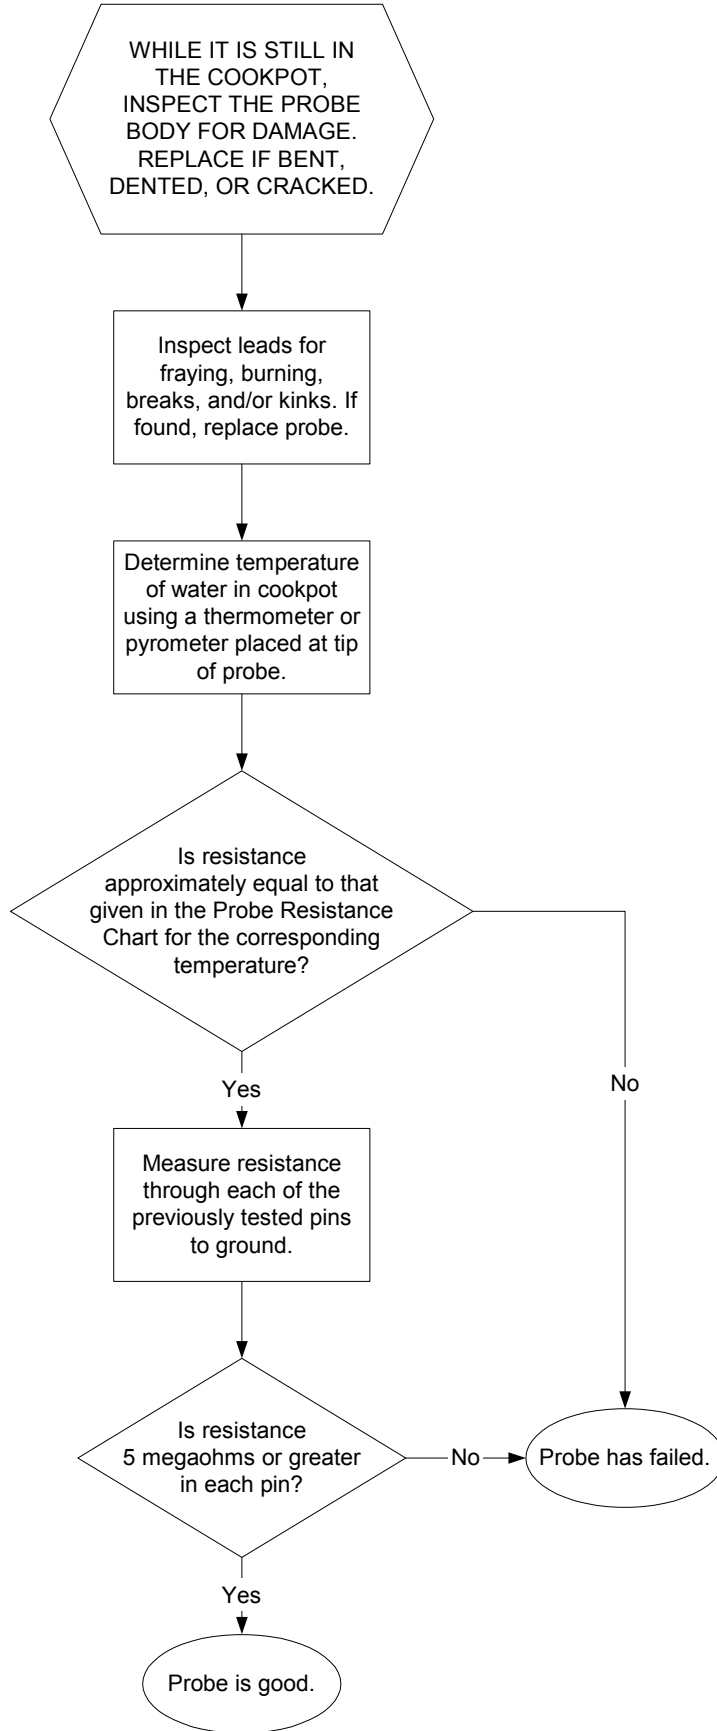 WHILE IT IS STILL IN
THE COOKPOT,
INSPECT THE PROBE
BODY FOR DAMAGE.
REPLACE IF BENT,
DENTED, OR CRACKED.
Inspect leads for
fraying, burning,
breaks, and/or kinks. If
found, replace probe.
Determine temperature
of water in cookpot
using a thermometer or
pyrometer placed at tip
of probe.
Is resistance
approximately equal to that
given in the Probe Resistance
Chart for the corresponding
temperature?
Yes
No
Measure resistance
through each of the
previously tested pins
to ground.
Is resistance
5 megaohms or greater
in each pin?
No
Probe has failed.
Yes
Probe is good.